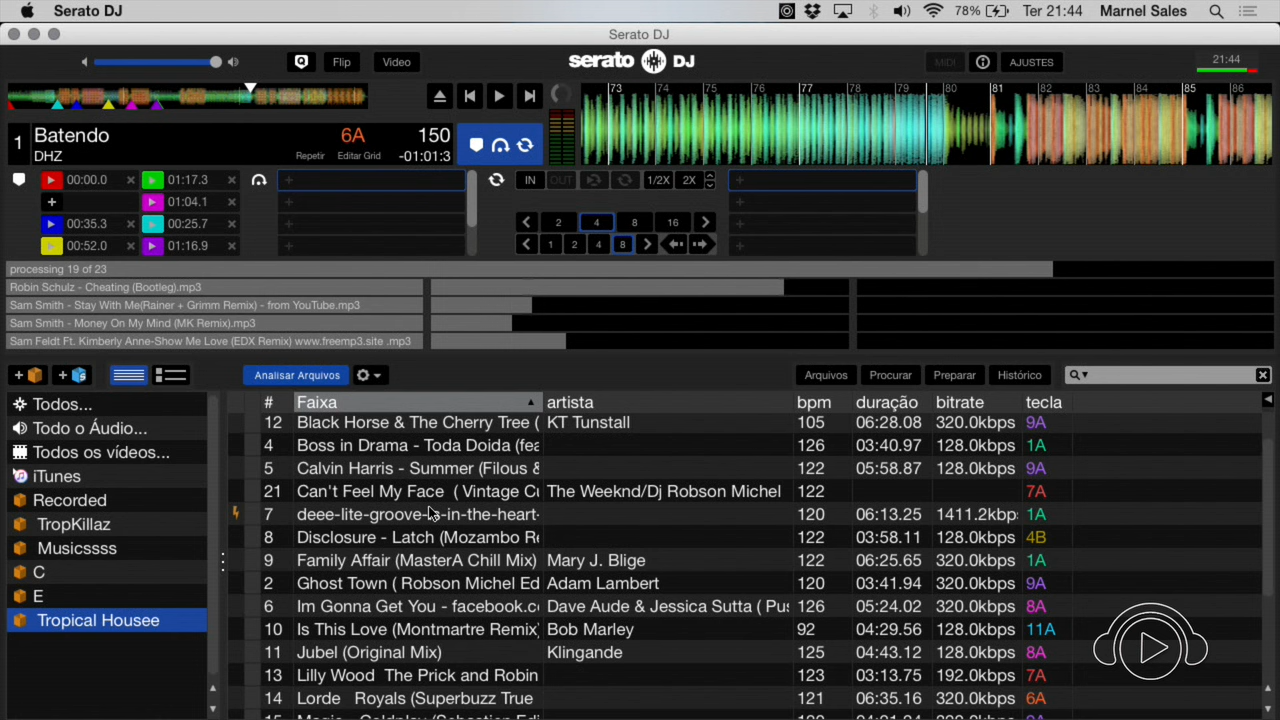 Serato DJ 78% Ter 21:44 Marnel Sales
Serato DJ
Flip Video serato DJ MIDI AJUSTES 21:44
73 74 75 76 77 78 79 80 81 82 83 84 85 86
1 Batendo 6A 150
DHZ Repetir Editar Grid -01:01:3
00:00.0 01:17.3 IN OUT 1/2X 2X
01:04.1
00:35.3 00:25.7 2 4 8 16
00:52.0 01:16.9 1 2 4 8
processing 19 of 23
Robin Schulz - Cheating (Bootleg).mp3
Sam Smith - Stay With Me(Rainer + Grimm Remix) - from YouTube.mp3
Sam Smith - Money On My Mind (MK Remix).mp3
Sam Feldt Ft. Kimberly Anne-Show Me Love (EDX Remix) www.freemp3.site .mp3
Analisar Arquivos Arquivos Procurar Preparar Histórico
Todos...
Todo o Áudio...
Todos os vídeos...
iTunes
Recorded
TropKillaz
Musicssss
C
E
Tropical Housee
# Faixa artista bpm duração bitrate tecla
12 Black Horse & The Cherry Tree ( KT Tunstall 105 06:28.08 320.0kbps 9A
4 Boss in Drama - Toda Doida (fea 126 03:40.97 128.0kbps 1A
5 Calvin Harris - Summer (Filous & 122 05:58.87 128.0kbps 9A
21 Can't Feel My Face ( Vintage Cu The Weeknd/Dj Robson Michel 122 7A
7 deee-lite-groove-is-in-the-heart- 120 06:13.25 1411.2kbps 1A
8 Disclosure - Latch (Mozambo Re 122 03:58.11 128.0kbps 4B
9 Family Affair (MasterA Chill Mix) Mary J. Blige 122 06:25.65 320.0kbps 1A
2 Ghost Town ( Robson Michel Ed Adam Lambert 120 03:41.94 320.0kbps 9A
6 Im Gonna Get You - facebook.co Dave Aude & Jessica Sutta ( Pus 126 05:24.02 320.0kbps 8A
10 Is This Love (Montmartre Remix) Bob Marley 92 04:29.56 128.0kbps 11A
11 Jubel (Original Mix) Klingande 125 04:43.12 128.0kbps 8A
13 Lilly Wood The Prick and Robin 123 03:13.75 192.0kbps 7A
14 Lorde Royals (Superbuzz True 121 06:35.16 320.0kbps 6A